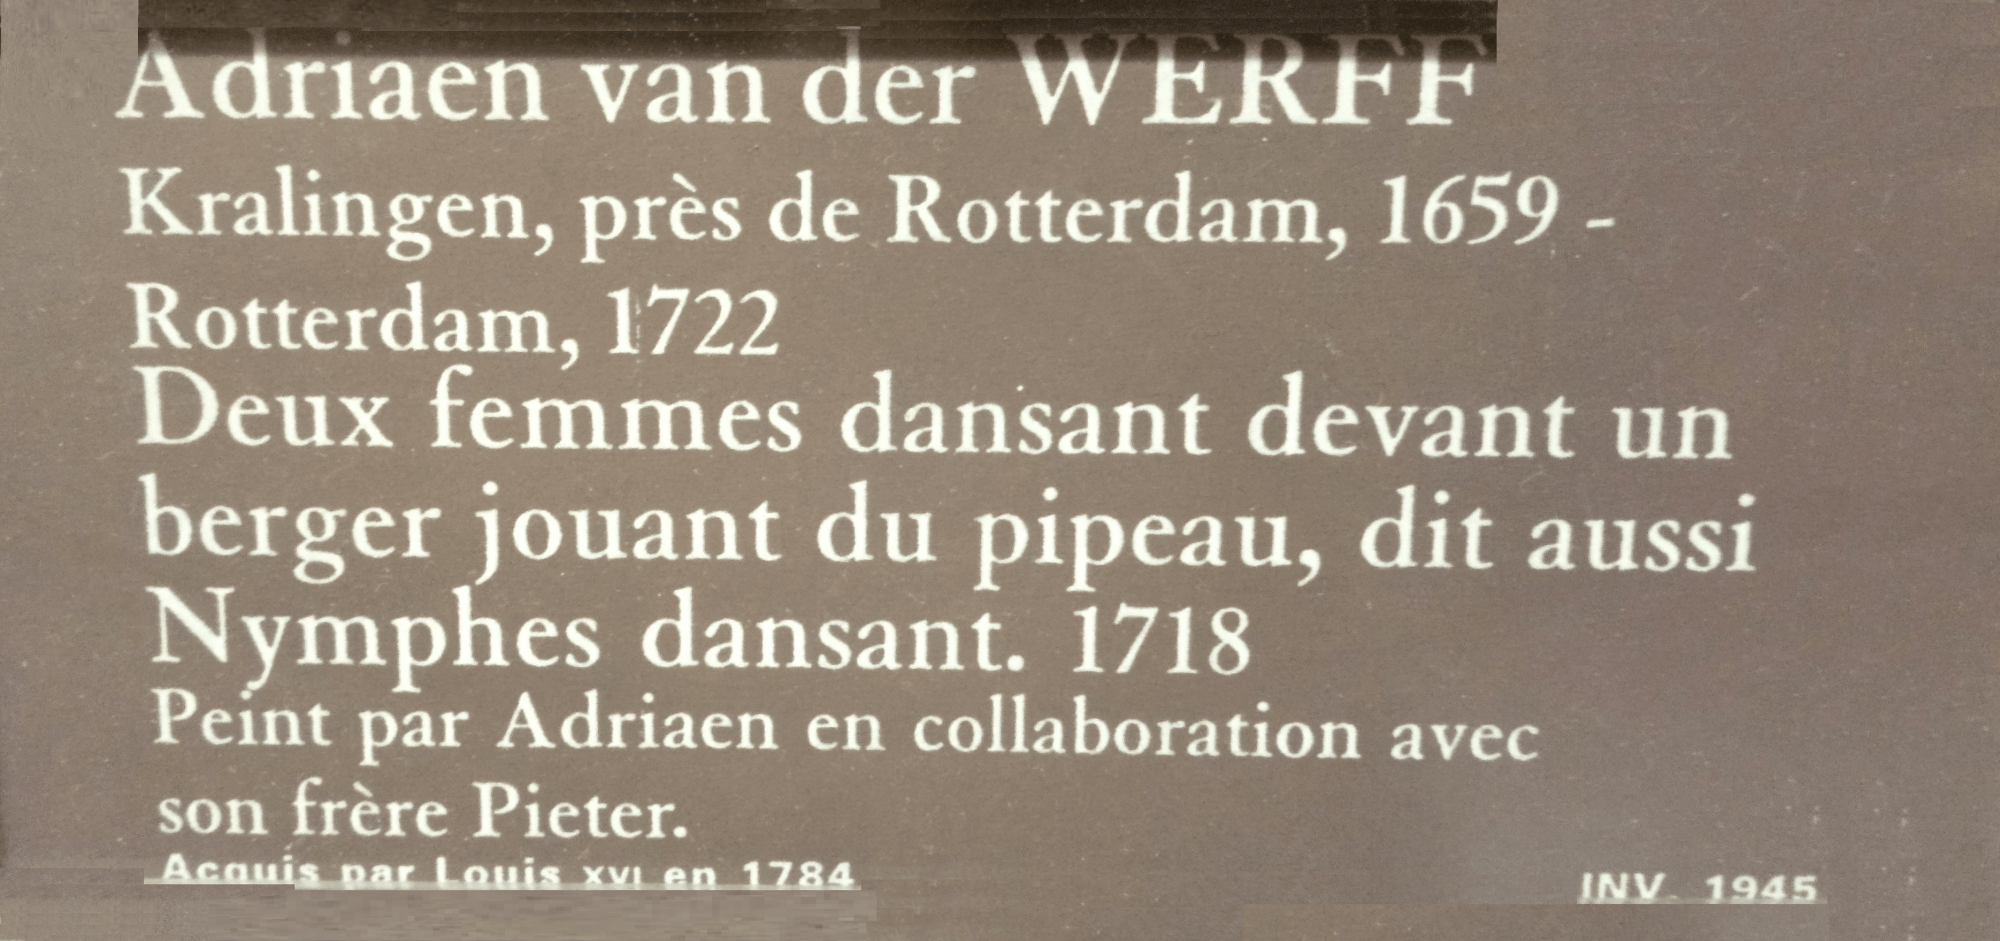 Adriaen van der WERFF
Kralingen, près de Rotterdam, 1659 -
Rotterdam, 1722
Deux femmes dansant devant un
berger jouant du pipeau, dit aussi
Nymphes dansant. 1718
Peint par Adriaen en collaboration avec
son frère Pieter.
Acquis par Louis XVI en 1784
INV. 1945